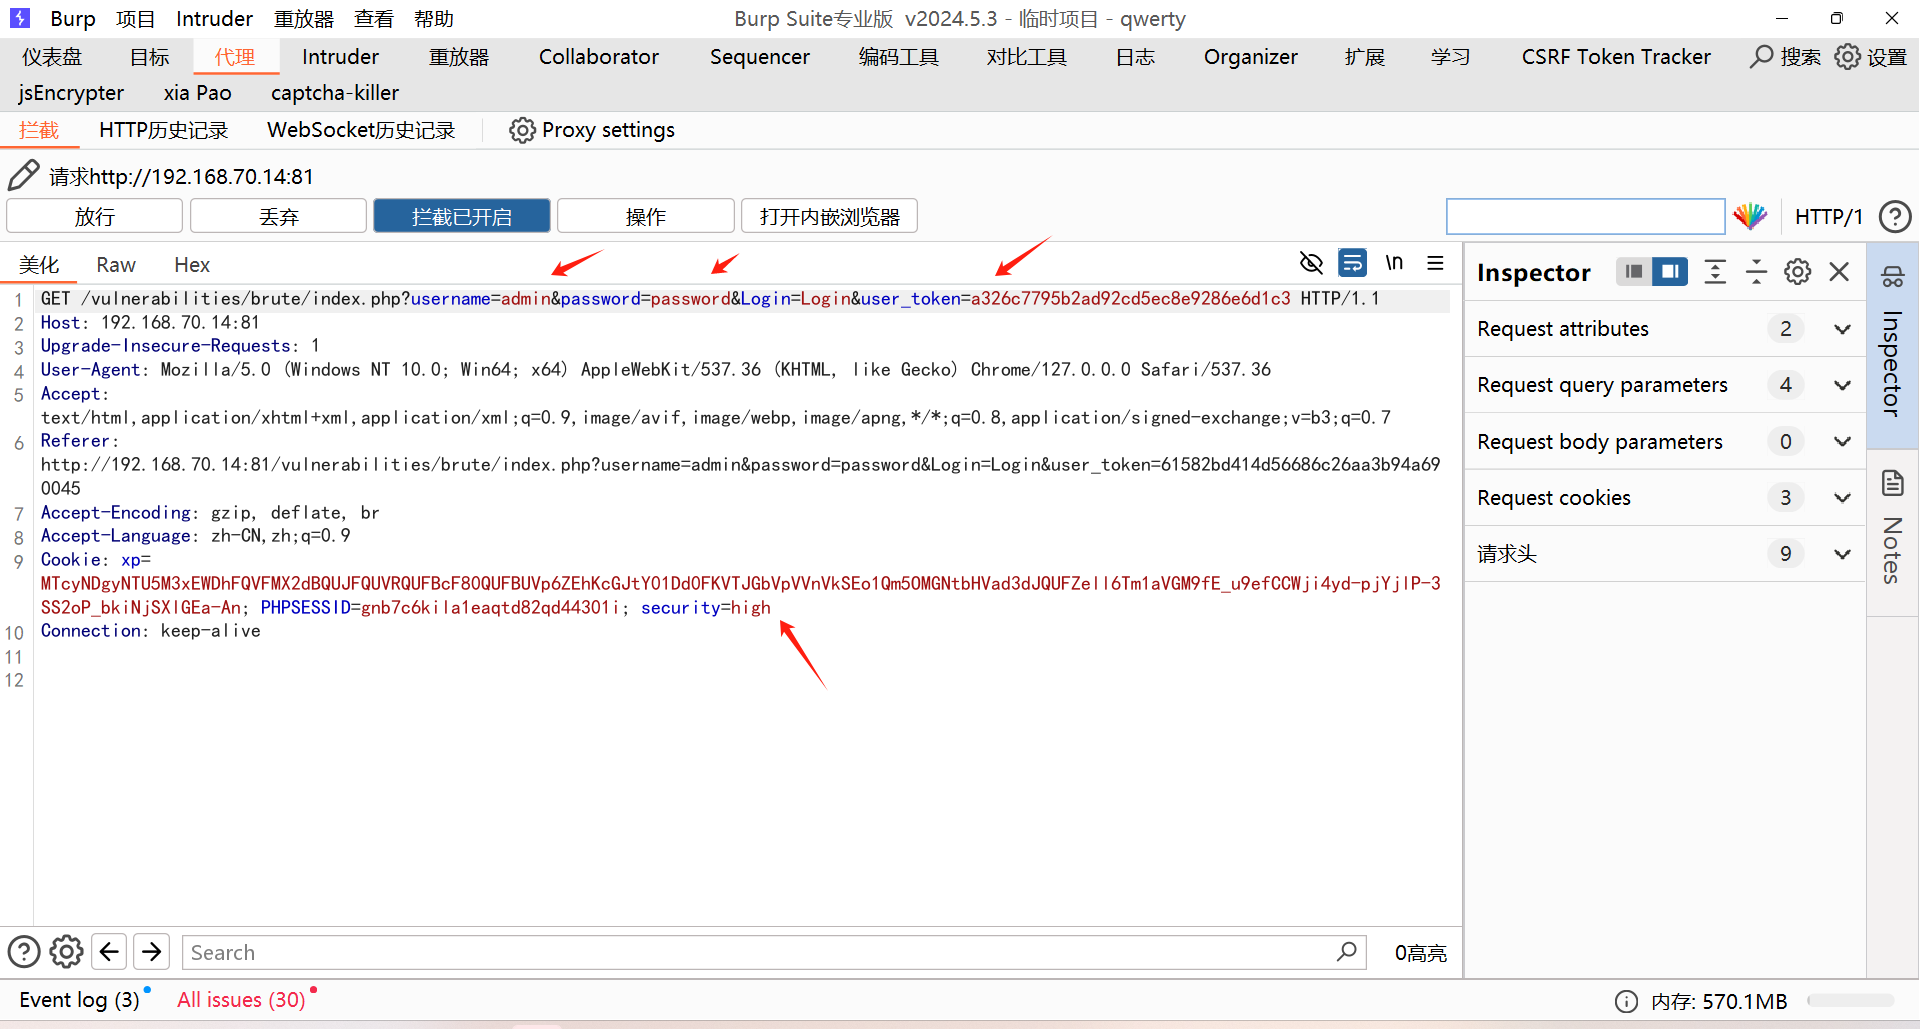 Burp 项目 Intruder 重放器 查看 帮助 Burp Suite专业版 v2024.5.3 - 临时项目 - qwerty
仪表盘 目标 代理 Intruder 重放器 Collaborator Sequencer 编码工具 对比工具 日志 Organizer 扩展 学习 CSRF Token Tracker 搜索 设置
jsEncrypter xia Pao captcha-killer
拦截 HTTP历史记录 WebSocket历史记录 Proxy settings
请求http://192.168.70.14:81
放行 丢弃 拦截已开启 操作 打开内嵌浏览器 HTTP/1
美化 Raw Hex \n
1 GET /vulnerabilities/brute/index.php?username=admin&password=password&Login=Login&user_token=a326c7795b2ad92cd5ec8e9286e6d1c3 HTTP/1.1
2 Host: 192.168.70.14:81
3 Upgrade-Insecure-Requests: 1
4 User-Agent: Mozilla/5.0 (Windows NT 10.0; Win64; x64) AppleWebKit/537.36 (KHTML, like Gecko) Chrome/127.0.0.0 Safari/537.36
5 Accept:
text/html,application/xhtml+xml,application/xml;q=0.9,image/avif,image/webp,image/apng,*/*;q=0.8,application/signed-exchange;v=b3;q=0.7
6 Referer:
http://192.168.70.14:81/vulnerabilities/brute/index.php?username=admin&password=password&Login=Login&user_token=61582bd414d56686c26aa3b94a69
0045
7 Accept-Encoding: gzip, deflate, br
8 Accept-Language: zh-CN,zh;q=0.9
9 Cookie: xp=
SS2oP_bkiNjSXlGEa-An; PHPSESSID=gnb7c6kila1eaqtd82qd44301i; security=high
10 Connection: keep-alive
11
12
Inspector
Request attributes 2
Request query parameters 4
Request body parameters 0
Request cookies 3
请求头 9
Inspector
Notes
Search 0高亮
Event log (3) All issues (30) 内存: 570.1MB